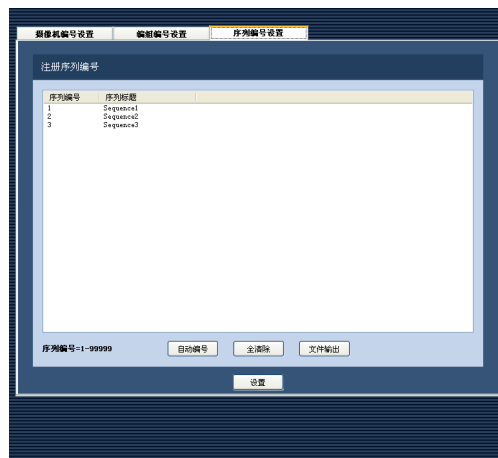 摄像机编号设置 编组编号设置 序列编号设置
注册序列编号
序列编号 序列标题
1 Sequence1
2 Sequence2
3 Sequence3
序列编号=1-99999 自动编号 全清除 文件输出
设置